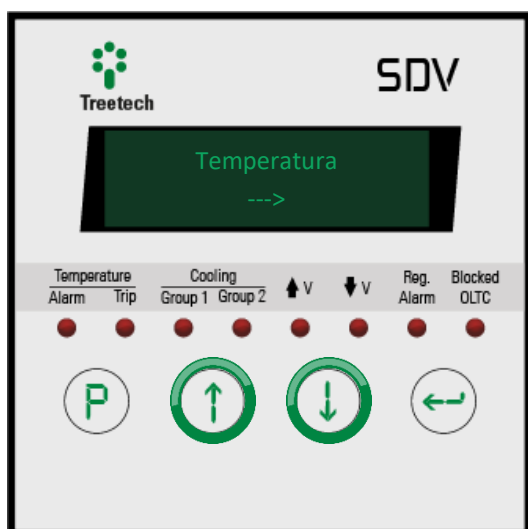 Treetech
SDV
Temperatura
--->
Temperature
Alarm Trip
Cooling
Group 1 Group 2
V
V
Reg.
Alarm
Blocked
OLTC
P